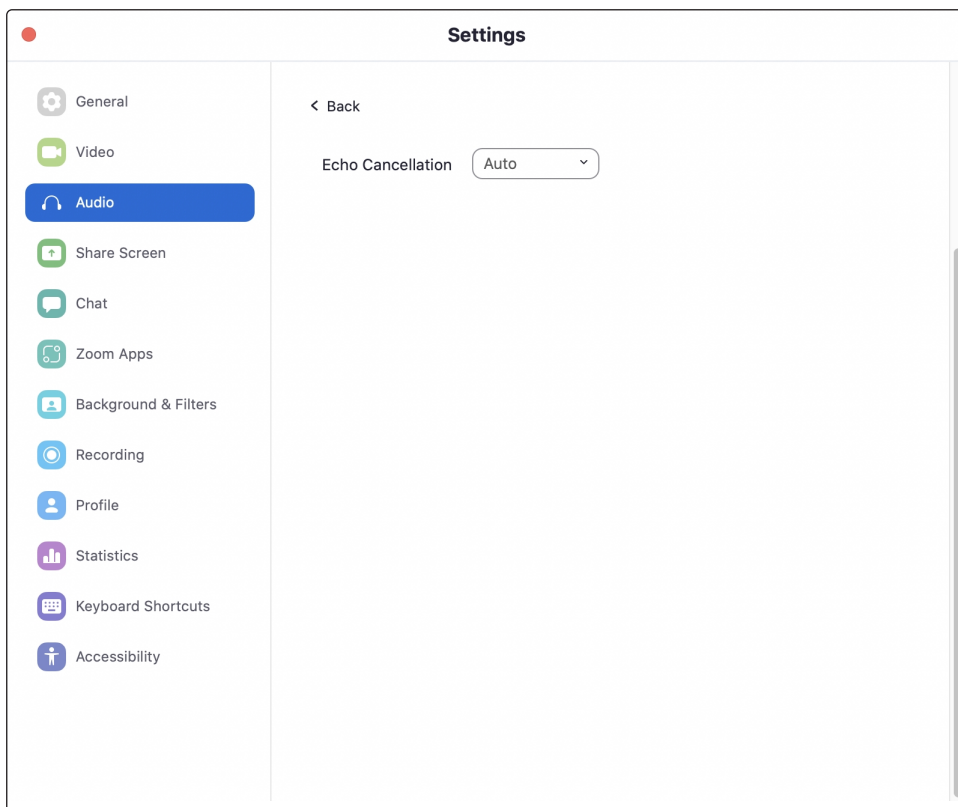 Settings
General
Video
Audio
Share Screen
Chat
Zoom Apps
Background & Filters
Recording
Profile
Statistics
Keyboard Shortcuts
Accessibility
Back
Echo Cancellation Auto